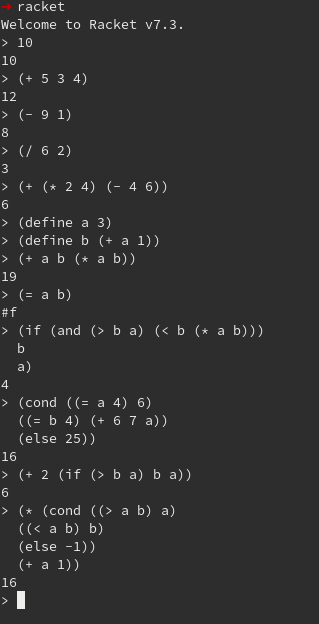 ➜ racket
Welcome to Racket v7.3.
> 10
10
> (+ 5 3 4)
12
> (- 9 1)
8
> (/ 6 2)
3
> (+ (* 2 4) (- 4 6))
6
> (define a 3)
> (define b (+ a 1))
> (+ a b (* a b))
19
> (= a b)
#f
> (if (and (> b a) (< b (* a b)))
  b
  a)
4
> (cond ((= a 4) 6)
  ((= b 4) (+ 6 7 a))
  (else 25))
16
> (+ 2 (if (> b a) b a))
6
> (* (cond ((> a b) a)
  ((< a b) b)
  (else -1))
  (+ a 1))
16
>